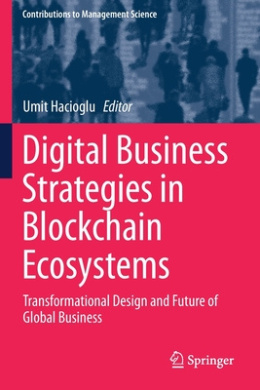 Contributions to Management Science
Umit Hacioglu Editor
Digital Business
Strategies in
Blockchain
Ecosystems
Transformational Design and Future of
Global Business
Springer